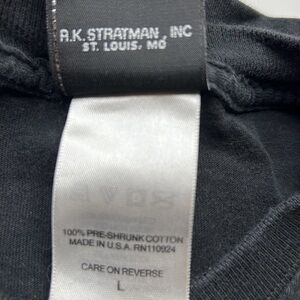 R.K. STRATMAN, INC
ST. LOUIS, MO
100% PRE-SHRUNK COTTON
MADE IN U.S.A. RN110924
CARE ON REVERSE
L